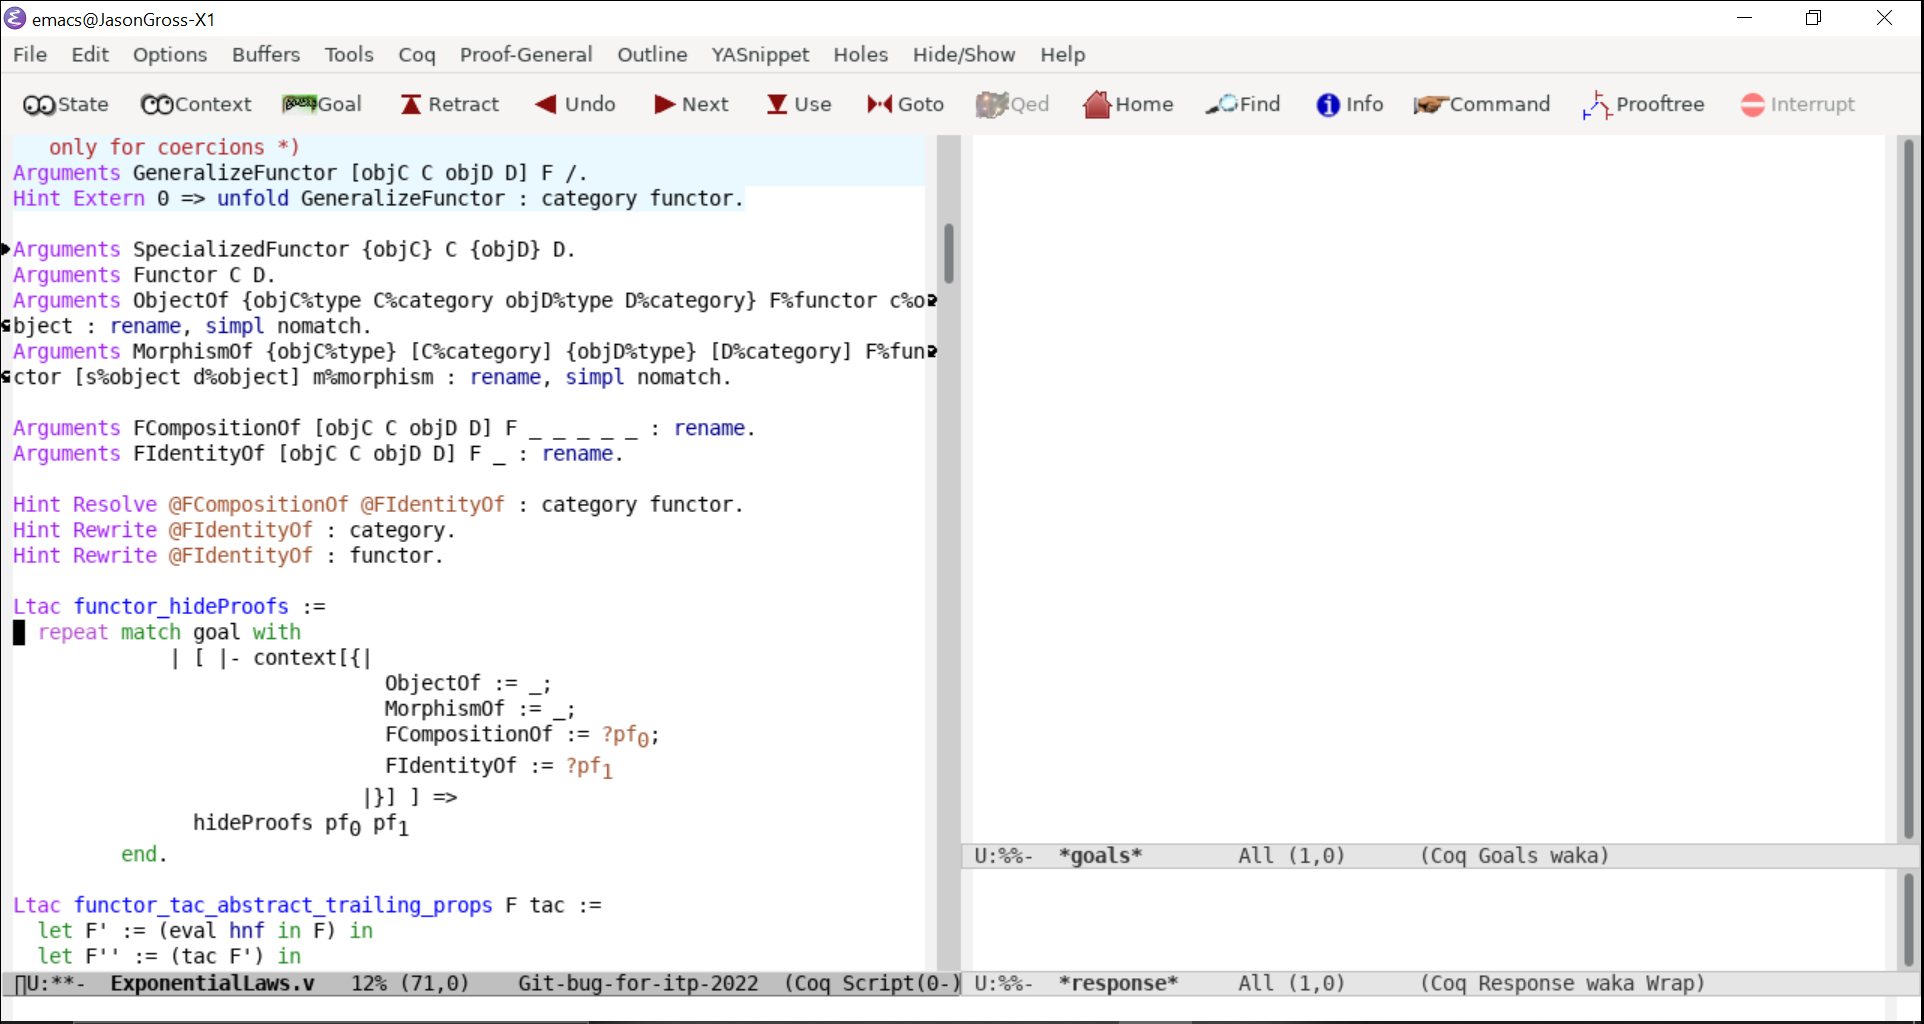 emacs@JasonGross-X1
File Edit Options Buffers Tools Coq Proof-General Outline YASnippet Holes Hide/Show Help
State Context Goal Retract Undo Next Use Goto Qed Home Find Info Command Prooftree Interrupt
only for coercions *)
Arguments GeneralizeFunctor [objC C objD D] F /.
Hint Extern 0 => unfold GeneralizeFunctor : category functor.
Arguments SpecializedFunctor {objC} C {objD} D.
Arguments Functor C D.
Arguments ObjectOf {objC%type C%category objD%type D%category} F%functor c%o
bject : rename, simpl nomatch.
Arguments MorphismOf {objC%type} [C%category] {objD%type} [D%category] F%fun
ctor [s%object d%object] m%morphism : rename, simpl nomatch.
Arguments FCompositionOf [objC C objD D] F _ _ _ _ _ : rename.
Arguments FIdentityOf [objC C objD D] F _ : rename.
Hint Resolve @FCompositionOf @FIdentityOf : category functor.
Hint Rewrite @FIdentityOf : category.
Hint Rewrite @FIdentityOf : functor.
Ltac functor_hideProofs :=
repeat match goal with
| [ |- context[{|
ObjectOf := _;
MorphismOf := _;
FCompositionOf := ?pf0;
FIdentityOf := ?pf1
|}] ] =>
hideProofs pf0 pf1
end.
Ltac functor_tac_abstract_trailing_props F tac :=
let F' := (eval hnf in F) in
let F'' := (tac F') in
U:**- ExponentialLaws.v 12% (71,0) Git-bug-for-itp-2022 (Coq Script(0-)
U:%%- *goals* All (1,0) (Coq Goals waka)
U:%%- *response* All (1,0) (Coq Response waka Wrap)